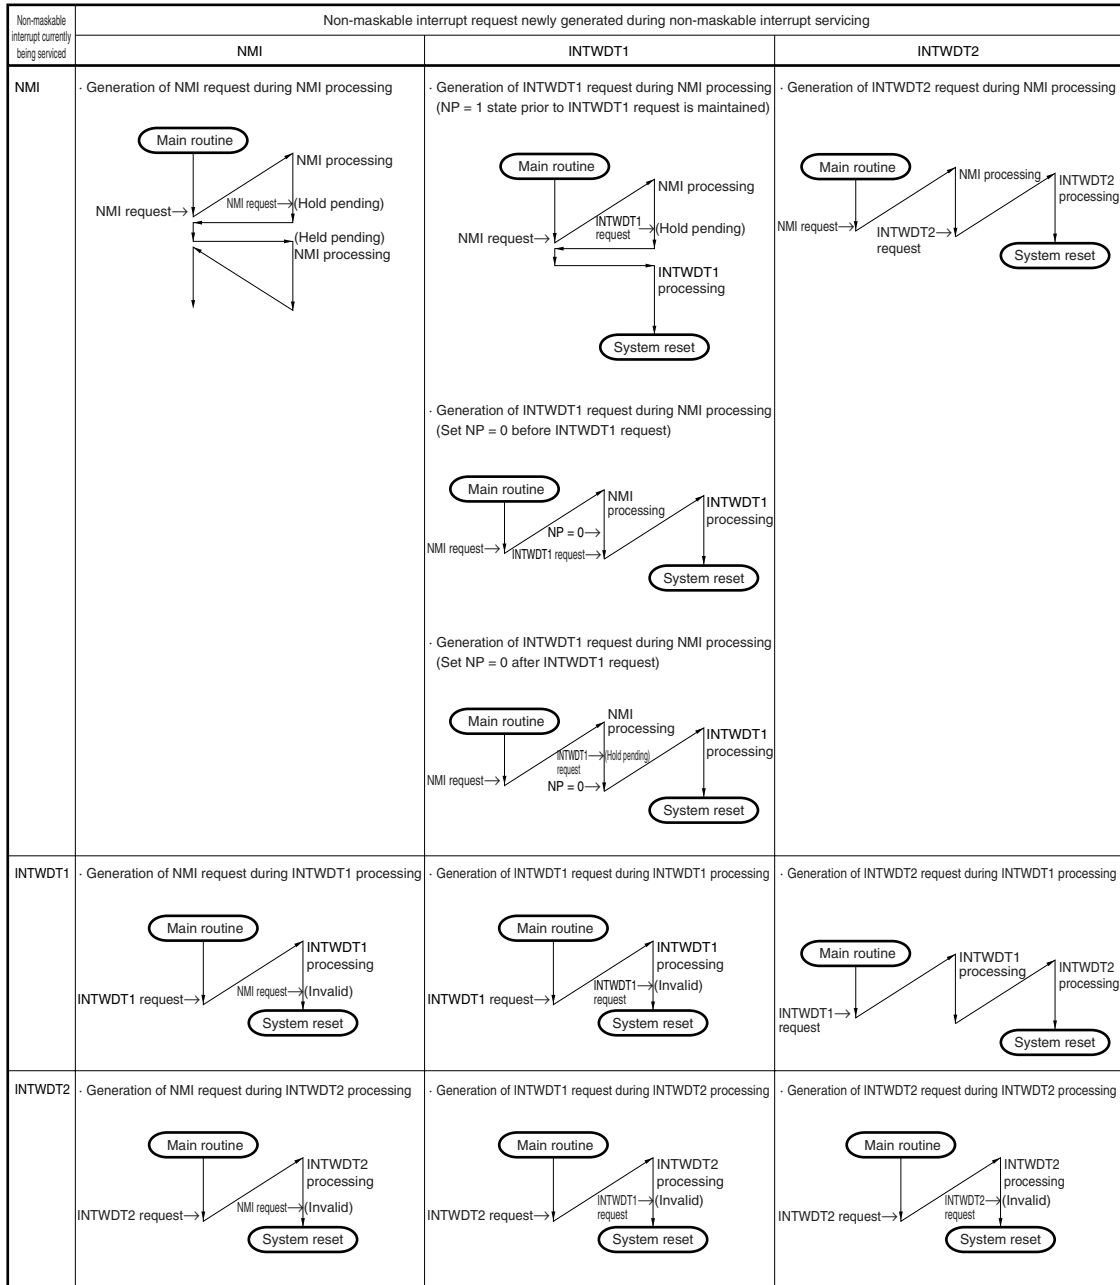 Non-maskable
interrupt currently
being serviced
Non-maskable interrupt request newly generated during non-maskable interrupt servicing
NMI
INTWDT1
INTWDT2
NMI
· Generation of NMI request during NMI processing
Main routine
NMI processing
NMI request→
NMI request→(Hold pending)
(Held pending)
NMI processing
· Generation of INTWDT1 request during NMI processing
(NP = 1 state prior to INTWDT1 request is maintained)
Main routine
NMI processing
NMI request→
INTWDT1
request
→(Hold pending)
INTWDT1
processing
System reset
· Generation of INTWDT1 request during NMI processing
(Set NP = 0 before INTWDT1 request)
Main routine
NMI
processing
INTWDT1
processing
NP = 0→
NMI request→
INTWDT1 request→
System reset
· Generation of INTWDT1 request during NMI processing
(Set NP = 0 after INTWDT1 request)
Main routine
NMI
processing
INTWDT1
processing
INTWDT1→(Hold pending)
request
NMI request→
NP = 0→
System reset
· Generation of INTWDT2 request during NMI processing
Main routine
NMI processing
INTWDT2
processing
NMI request→
INTWDT2→
request
System reset
INTWDT1
· Generation of NMI request during INTWDT1 processing
Main routine
INTWDT1
processing
INTWDT1 request→
NMI request→(Invalid)
System reset
· Generation of INTWDT1 request during INTWDT1 processing
Main routine
INTWDT1
processing
INTWDT1 request→
INTWDT1→(Invalid)
request
System reset
· Generation of INTWDT2 request during INTWDT1 processing
Main routine
INTWDT1
processing
INTWDT2
processing
INTWDT1→
request
System reset
INTWDT2
· Generation of NMI request during INTWDT2 processing
Main routine
INTWDT2
processing
INTWDT2 request→
NMI request→(Invalid)
System reset
· Generation of INTWDT1 request during INTWDT2 processing
Main routine
INTWDT2
processing
INTWDT2 request→
INTWDT1→(Invalid)
request
System reset
· Generation of INTWDT2 request during INTWDT2 processing
Main routine
INTWDT2
processing
INTWDT2 request→
INTWDT2→(Invalid)
request
System reset